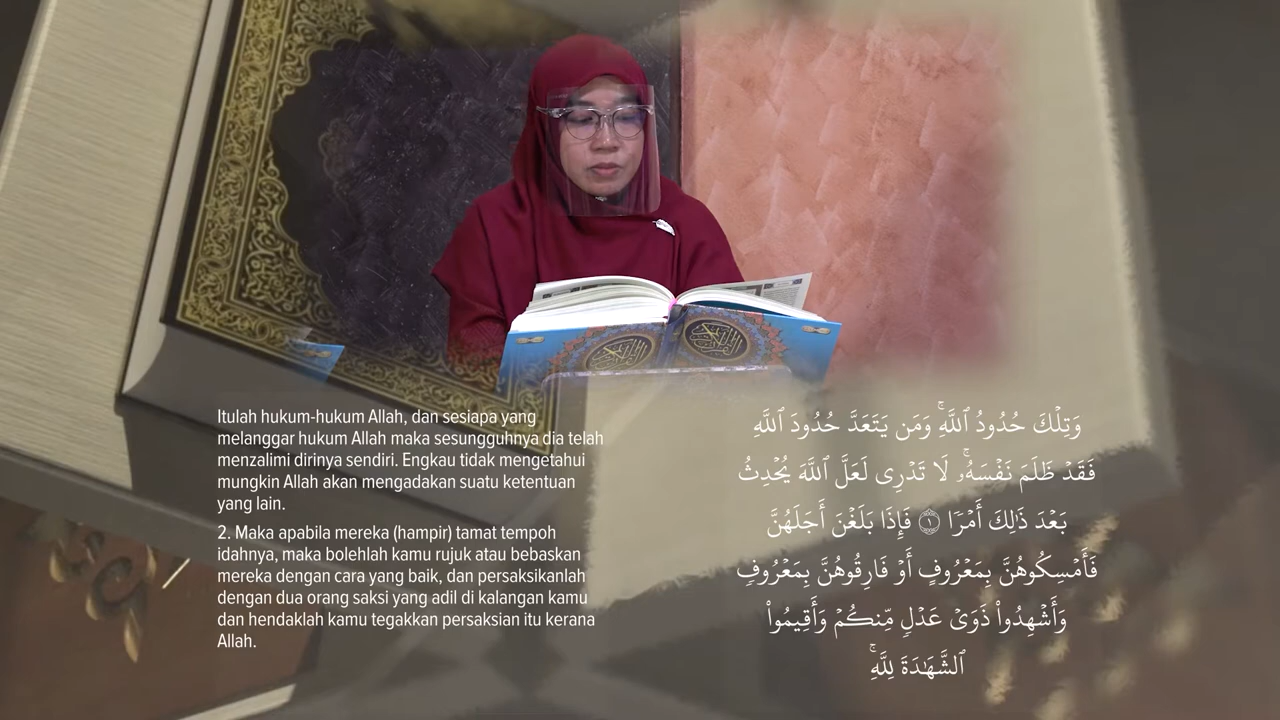 Itulah hukum-hukum Allah, dan sesiapa yang
melanggar hukum Allah maka sesungguhnya dia telah
menzalimi dirinya sendiri. Engkau tidak mengetahui
mungkin Allah akan mengadakan suatu ketentuan
yang lain.
2. Maka apabila mereka (hampir) tamat tempoh
idahnya, maka bolehlah kamu rujuk atau bebaskan
mereka dengan cara yang baik, dan persaksikanlah
dengan dua orang saksi yang adil di kalangan kamu
dan hendaklah kamu tegakkan persaksian itu kerana
Allah.
وَتِلۡكَ حُدُودُ ٱللَّهِۚ وَمَن يَتَعَدَّ حُدُودَ ٱللَّهِ
فَقَدۡ ظَلَمَ نَفۡسَهُۥۚ لَا تَدۡرِى لَعَلَّ ٱللَّهَ يُحۡدِثُ
بَعۡدَ ذَٰلِكَ أَمۡرٗا ۝١ فَإِذَا بَلَغۡنَ أَجَلَهُنَّ
فَأَمۡسِكُوهُنَّ بِمَعۡرُوفٍ أَوۡ فَارِقُوهُنَّ بِمَعۡرُوفٖ
وَأَشۡهِدُواْ ذَوَىۡ عَدۡلٖ مِّنكُمۡ وَأَقِيمُواْ
ٱلشَّهَٰدَةَ لِلَّهِۚ